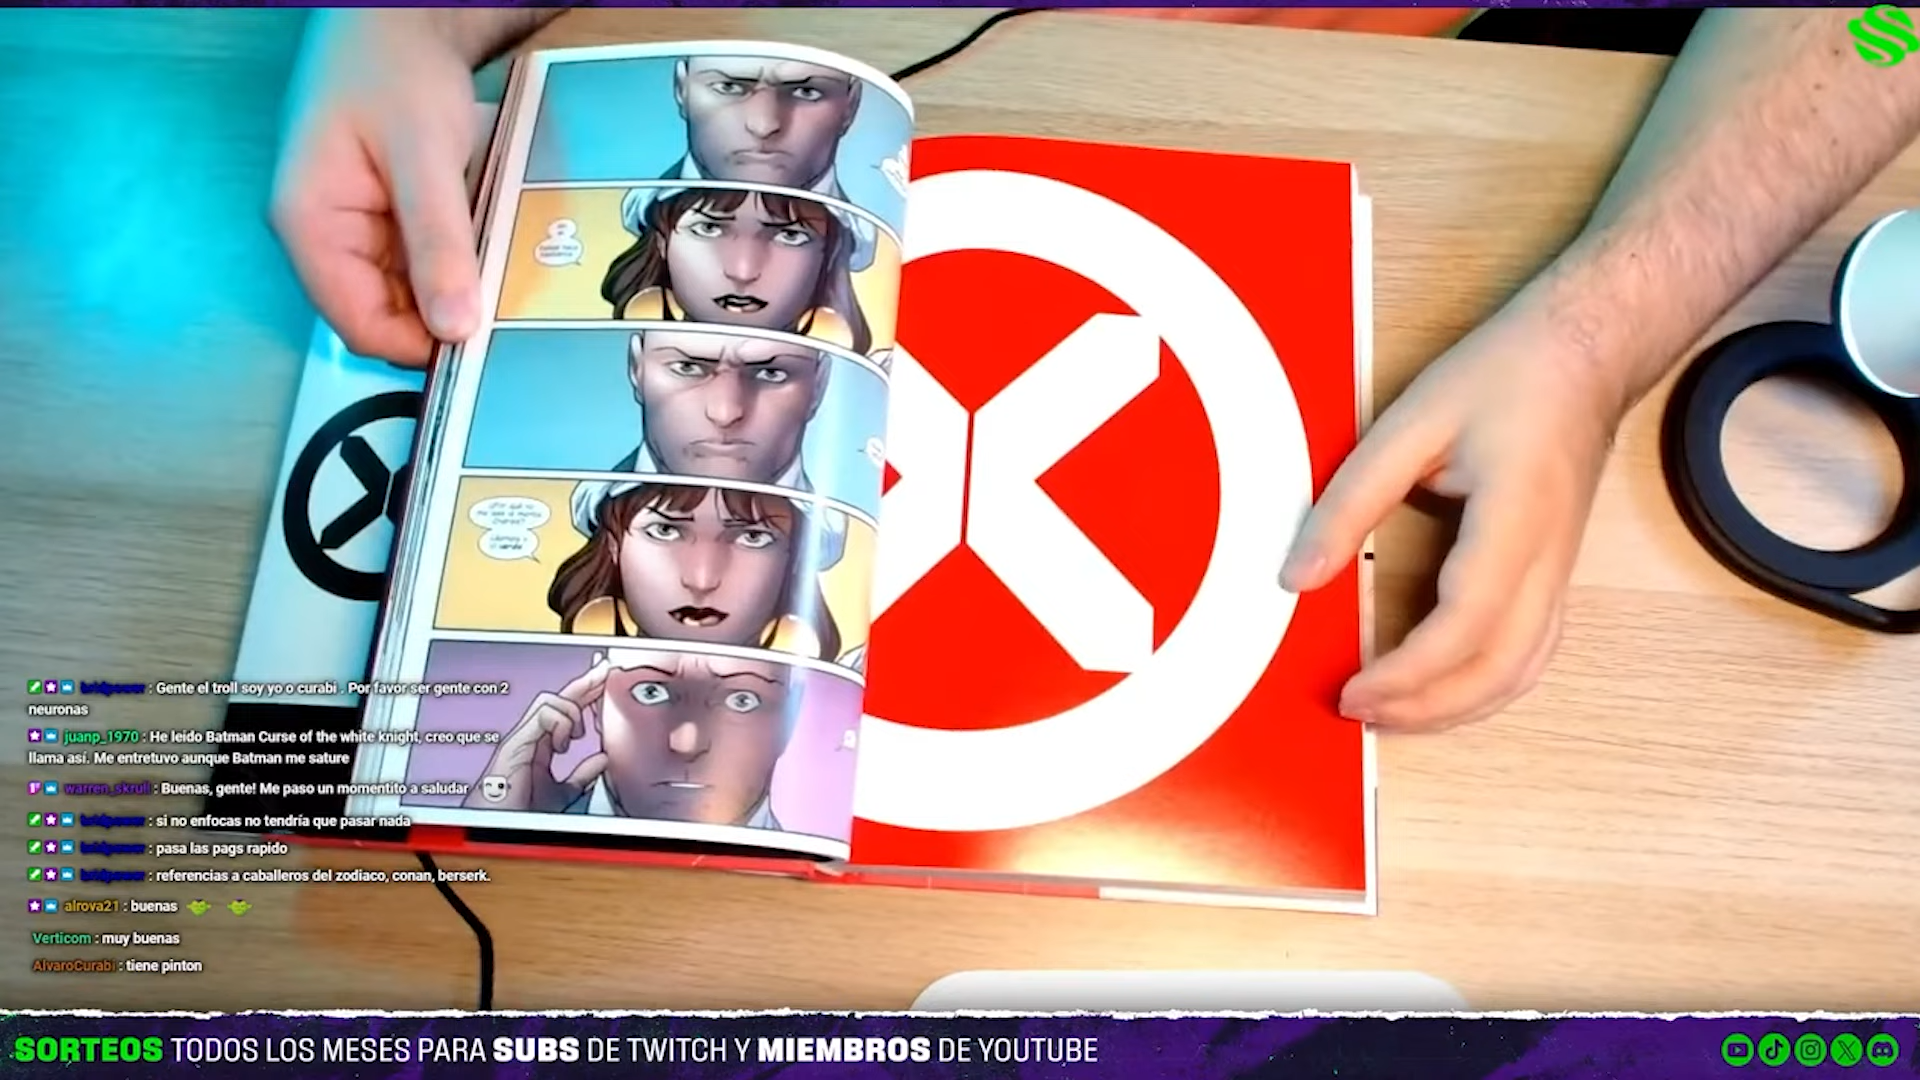 : Gente el troll soy yo o curabi . Por favor ser gente con 2
neuronas
juanp_1970 : He leido Batman Curse of the white knight, creo que se
llama así. Me entretuvo aunque Batman me sature
warren_skrull : Buenas, gente! Me paso un momentito a saludar
: si no enfocas no tendría que pasar nada
: pasa las pags rapido
: referencias a caballeros del zodiaco, conan, berserk.
alrova21 : buenas
Verticom : muy buenas
AlvaroCurabi : tiene pinton
SORTEOS TODOS LOS MESES PARA SUBS DE TWITCH Y MIEMBROS DE YOUTUBE